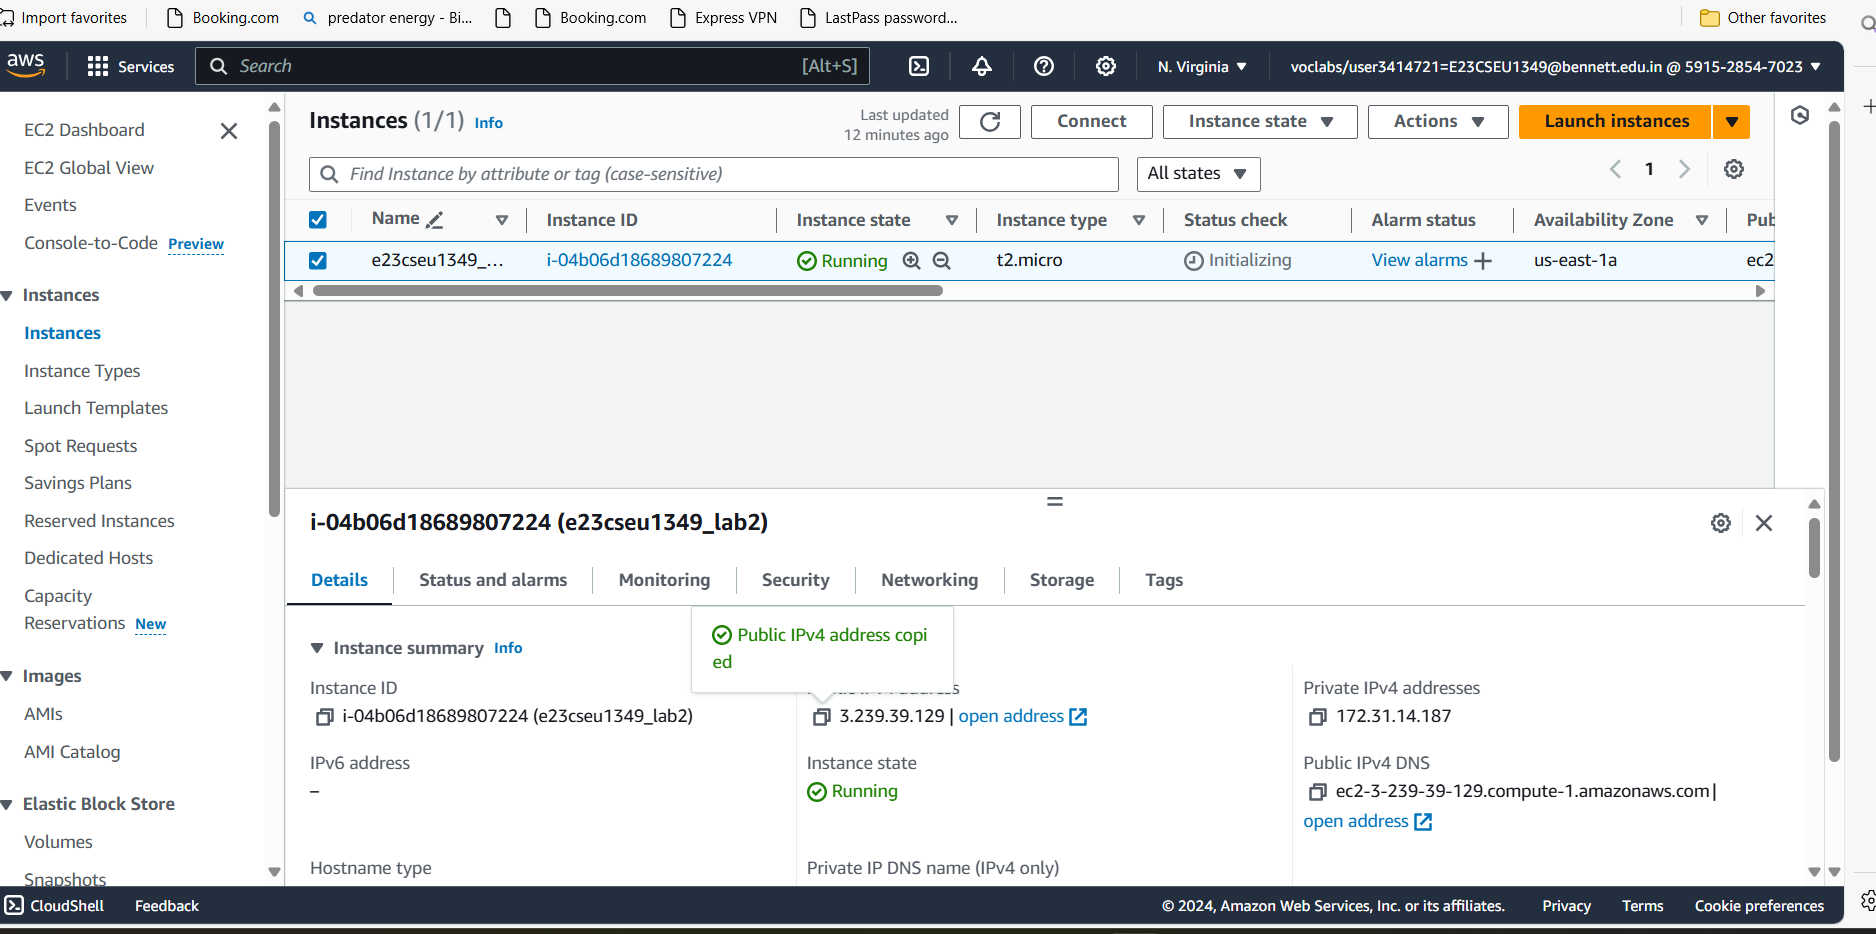 Import favorites
Booking.com
predator energy - Bi...
Booking.com
Express VPN
LastPass password...
Other favorites
aws
Services
Search
[Alt+S]
N. Virginia
voclabs/user3414721=E23CSEU1349@bennett.edu.in @ 5915-2854-7023
EC2 Dashboard
EC2 Global View
Events
Console-to-Code Preview
Instances
Instances
Instance Types
Launch Templates
Spot Requests
Savings Plans
Reserved Instances
Dedicated Hosts
Capacity
Reservations New
Images
AMIs
AMI Catalog
Elastic Block Store
Volumes
Snapshots
Instances (1/1) Info
Last updated
12 minutes ago
Connect
Instance state
Actions
Launch instances
Find Instance by attribute or tag (case-sensitive)
All states
1
Name
Instance ID
Instance state
Instance type
Status check
Alarm status
Availability Zone
Pub
e23cseu1349_...
i-04b06d18689807224
Running
t2.micro
Initializing
View alarms
us-east-1a
ec2
i-04b06d18689807224 (e23cseu1349_lab2)
Details
Status and alarms
Monitoring
Security
Networking
Storage
Tags
Public IPv4 address copi
ed
Instance summary Info
Instance ID
i-04b06d18689807224 (e23cseu1349_lab2)
3.239.39.129 | open address
Private IPv4 addresses
172.31.14.187
IPv6 address
–
Instance state
Running
Public IPv4 DNS
ec2-3-239-39-129.compute-1.amazonaws.com |
open address
Hostname type
Private IP DNS name (IPv4 only)
CloudShell
Feedback
© 2024, Amazon Web Services, Inc. or its affiliates.
Privacy
Terms
Cookie preferences